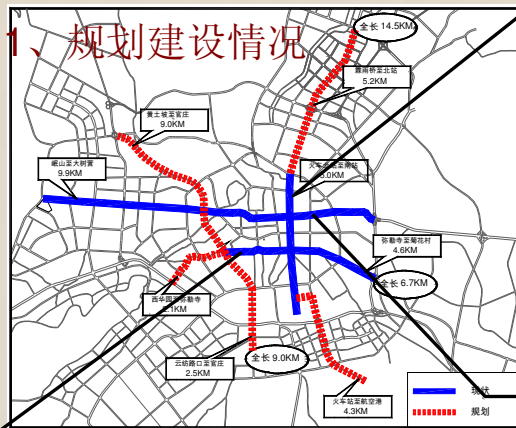 1、规划建设情况
全长 14.5KM
霖雨桥至北站
5.2KM
黄土坡至官庄
9.0KM
岷山至大树营
9.9KM
火车北站至南站
5.0KM
弥勒寺至菊花村
4.6KM
全长 6.7KM
西华园至弥勒寺
2.1KM
云纺路口至官庄
2.5KM
全长 9.0KM
火车站至航空港
4.3KM
现状
规划